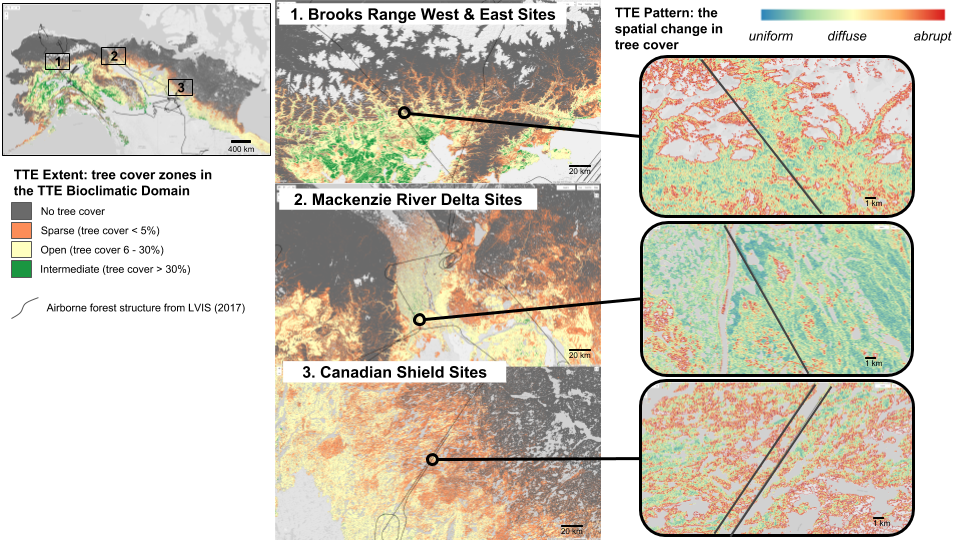 1
2
3
400 km
TTE Extent: tree cover zones in
the TTE Bioclimatic Domain
No tree cover
Sparse (tree cover < 5%)
Open (tree cover 6 - 30%)
Intermediate (tree cover > 30%)
Airborne forest structure from LVIS (2017)
1. Brooks Range West & East Sites
20 km
2. Mackenzie River Delta Sites
20 km
3. Canadian Shield Sites
20 km
TTE Pattern: the
spatial change in
tree cover
uniform diffuse abrupt
1 km
1 km
1 km